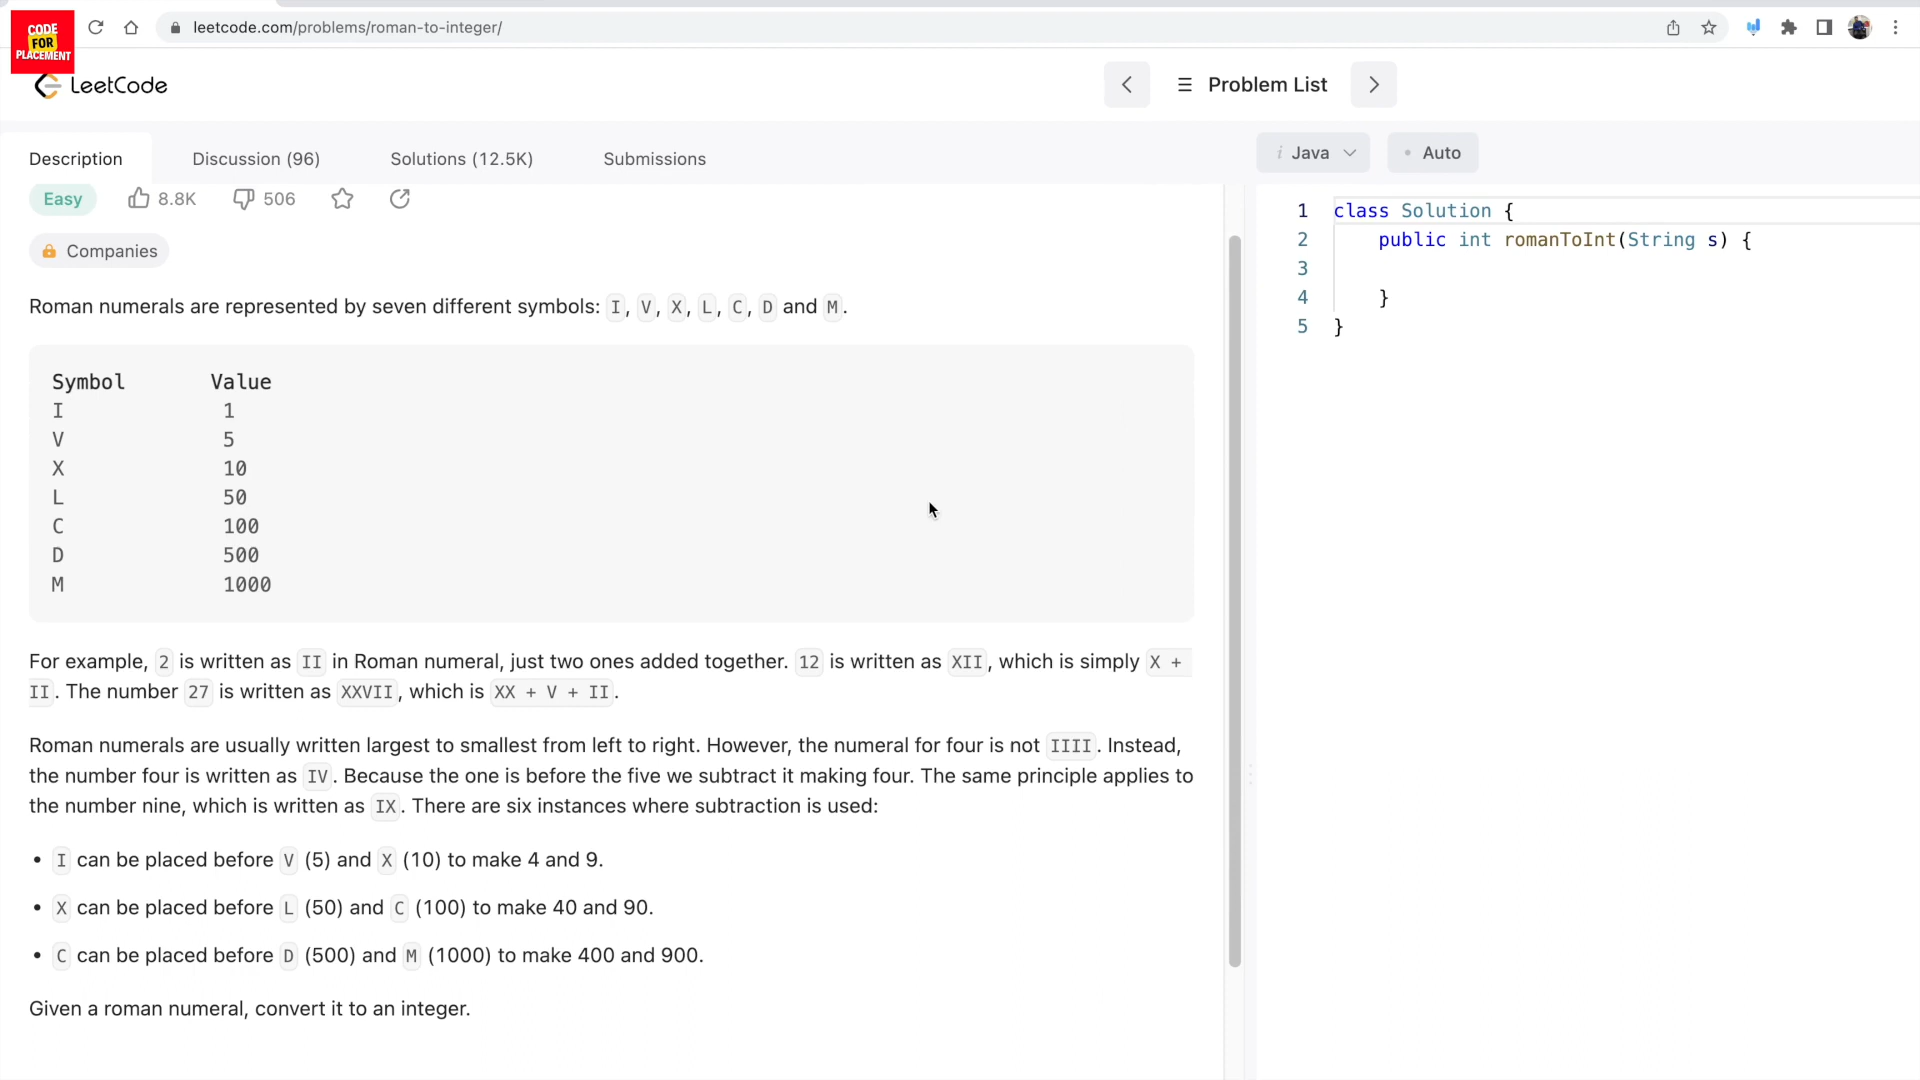 CODE
FOR
PLACEMENT
leetcode.com/problems/roman-to-integer/
LeetCode
Problem List
Description
Discussion (96)
Solutions (12.5K)
Submissions
i Java
• Auto
Easy
8.8K
506
Companies
Roman numerals are represented by seven different symbols: I, V, X, L, C, D and M.
Symbol Value
I 1
V 5
X 10
L 50
C 100
D 500
M 1000
For example, 2 is written as II in Roman numeral, just two ones added together. 12 is written as XII, which is simply X +
II. The number 27 is written as XXVII, which is XX + V + II.
Roman numerals are usually written largest to smallest from left to right. However, the numeral for four is not IIII. Instead,
the number four is written as IV. Because the one is before the five we subtract it making four. The same principle applies to
the number nine, which is written as IX. There are six instances where subtraction is used:
• I can be placed before V (5) and X (10) to make 4 and 9.
• X can be placed before L (50) and C (100) to make 40 and 90.
• C can be placed before D (500) and M (1000) to make 400 and 900.
Given a roman numeral, convert it to an integer.
1 class Solution {
2 public int romanToInt(String s) {
3
4 }
5 }